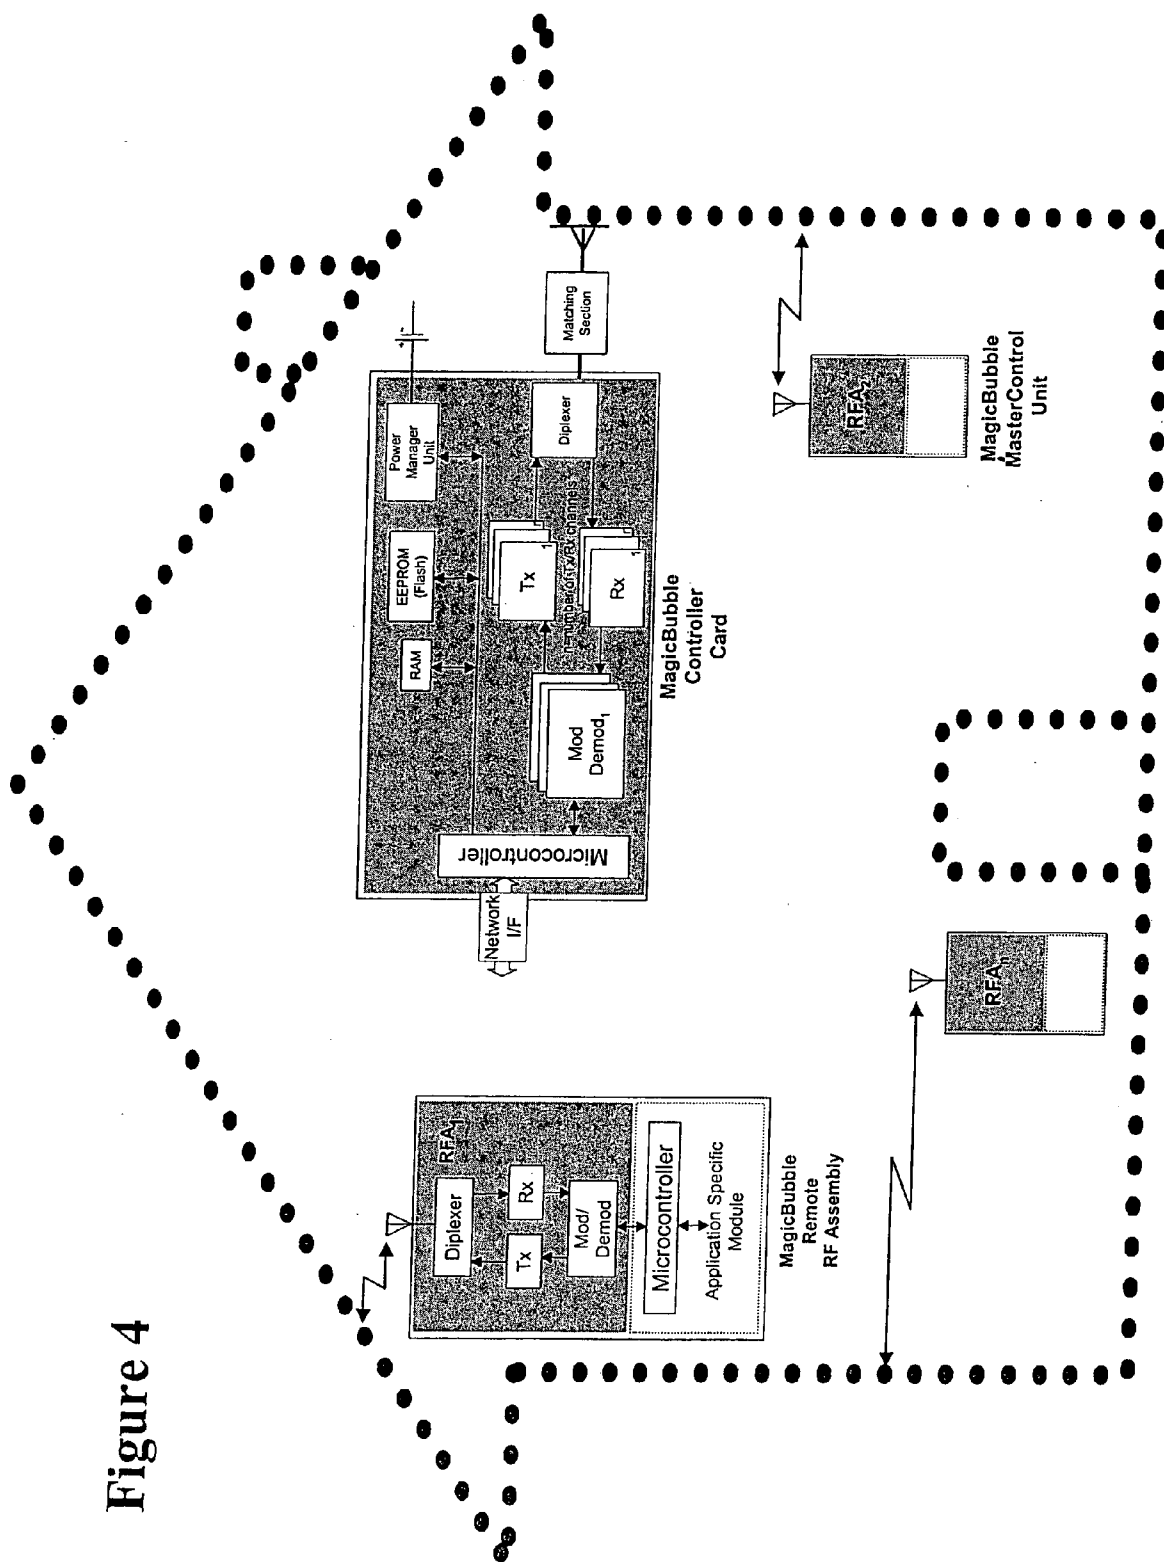 Figure 4
RFA1
Diplexer
Tx
Rx
Mod/
Demod
Microcontroller
Application Specific
Module
MagicBubble
Remote
RF Assembly
Network
I/F
Microcontroller
RAM
EEPROM
(Flash)
Power
Manager
Unit
+
-
Mod
Demod1
Tx
1
n
n=number of Tx/Rx channels
Rx
1
n
Diplexer
Matching
Section
MagicBubble
Controller
Card
RFAn
RFA2
MagicBubble
MasterControl
Unit